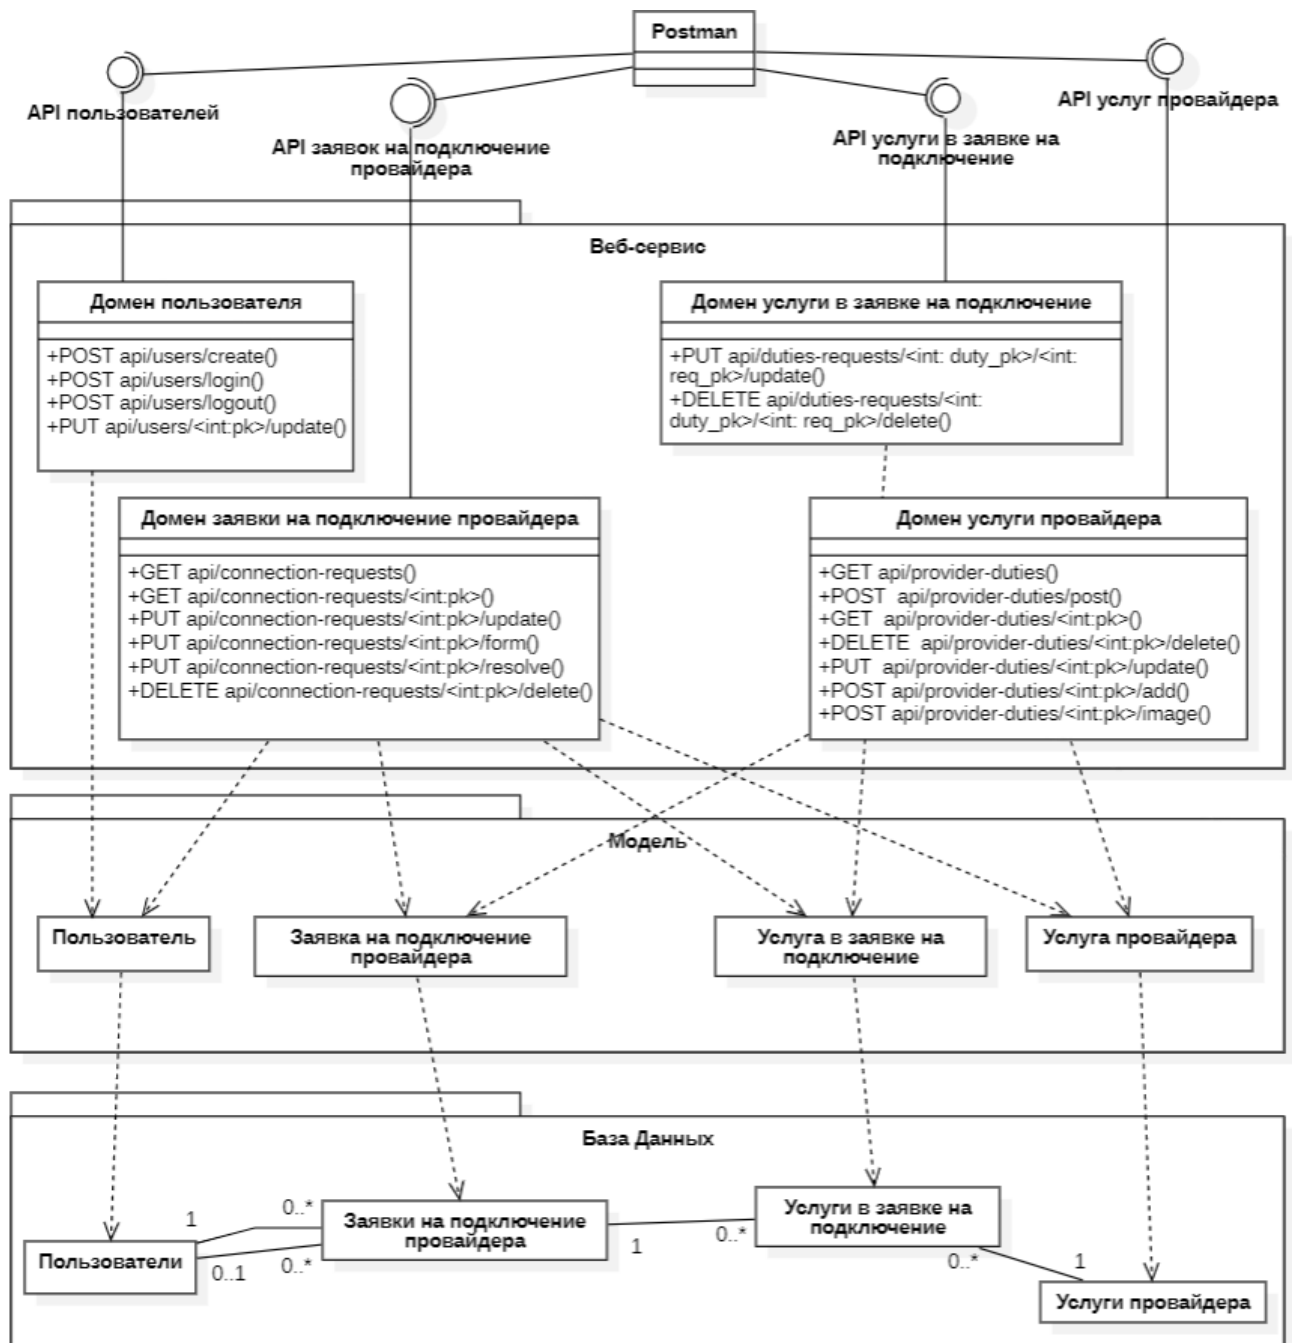 Postman
API пользователей
API заявок на подключение
провайдера
API услуги в заявке на
подключение
API услуг провайдера
Веб-сервис
Домен пользователя
+POST api/users/create()
+POST api/users/login()
+POST api/users/logout()
+PUT api/users/<int:pk>/update()
Домен услуги в заявке на подключение
+PUT api/duties-requests/<int: duty_pk>/<int:
req_pk>/update()
+DELETE api/duties-requests/<int:
duty_pk>/<int: req_pk>/delete()
Домен заявки на подключение провайдера
+GET api/connection-requests()
+GET api/connection-requests/<int:pk>()
+PUT api/connection-requests/<int:pk>/update()
+PUT api/connection-requests/<int:pk>/form()
+PUT api/connection-requests/<int:pk>/resolve()
+DELETE api/connection-requests/<int:pk>/delete()
Домен услуги провайдера
+GET api/provider-duties()
+POST  api/provider-duties/post()
+GET  api/provider-duties/<int:pk>()
+DELETE  api/provider-duties/<int:pk>/delete()
+PUT  api/provider-duties/<int:pk>/update()
+POST api/provider-duties/<int:pk>/add()
+POST api/provider-duties/<int:pk>/image()
Модель
Пользователь
Заявка на подключение
провайдера
Услуга в заявке на
подключение
Услуга провайдера
База Данных
1
0..*
Заявки на подключение
провайдера
Услуги в заявке на
подключение
Пользователи
0..1
0..*
1
0..*
0..*
1
Услуги провайдера